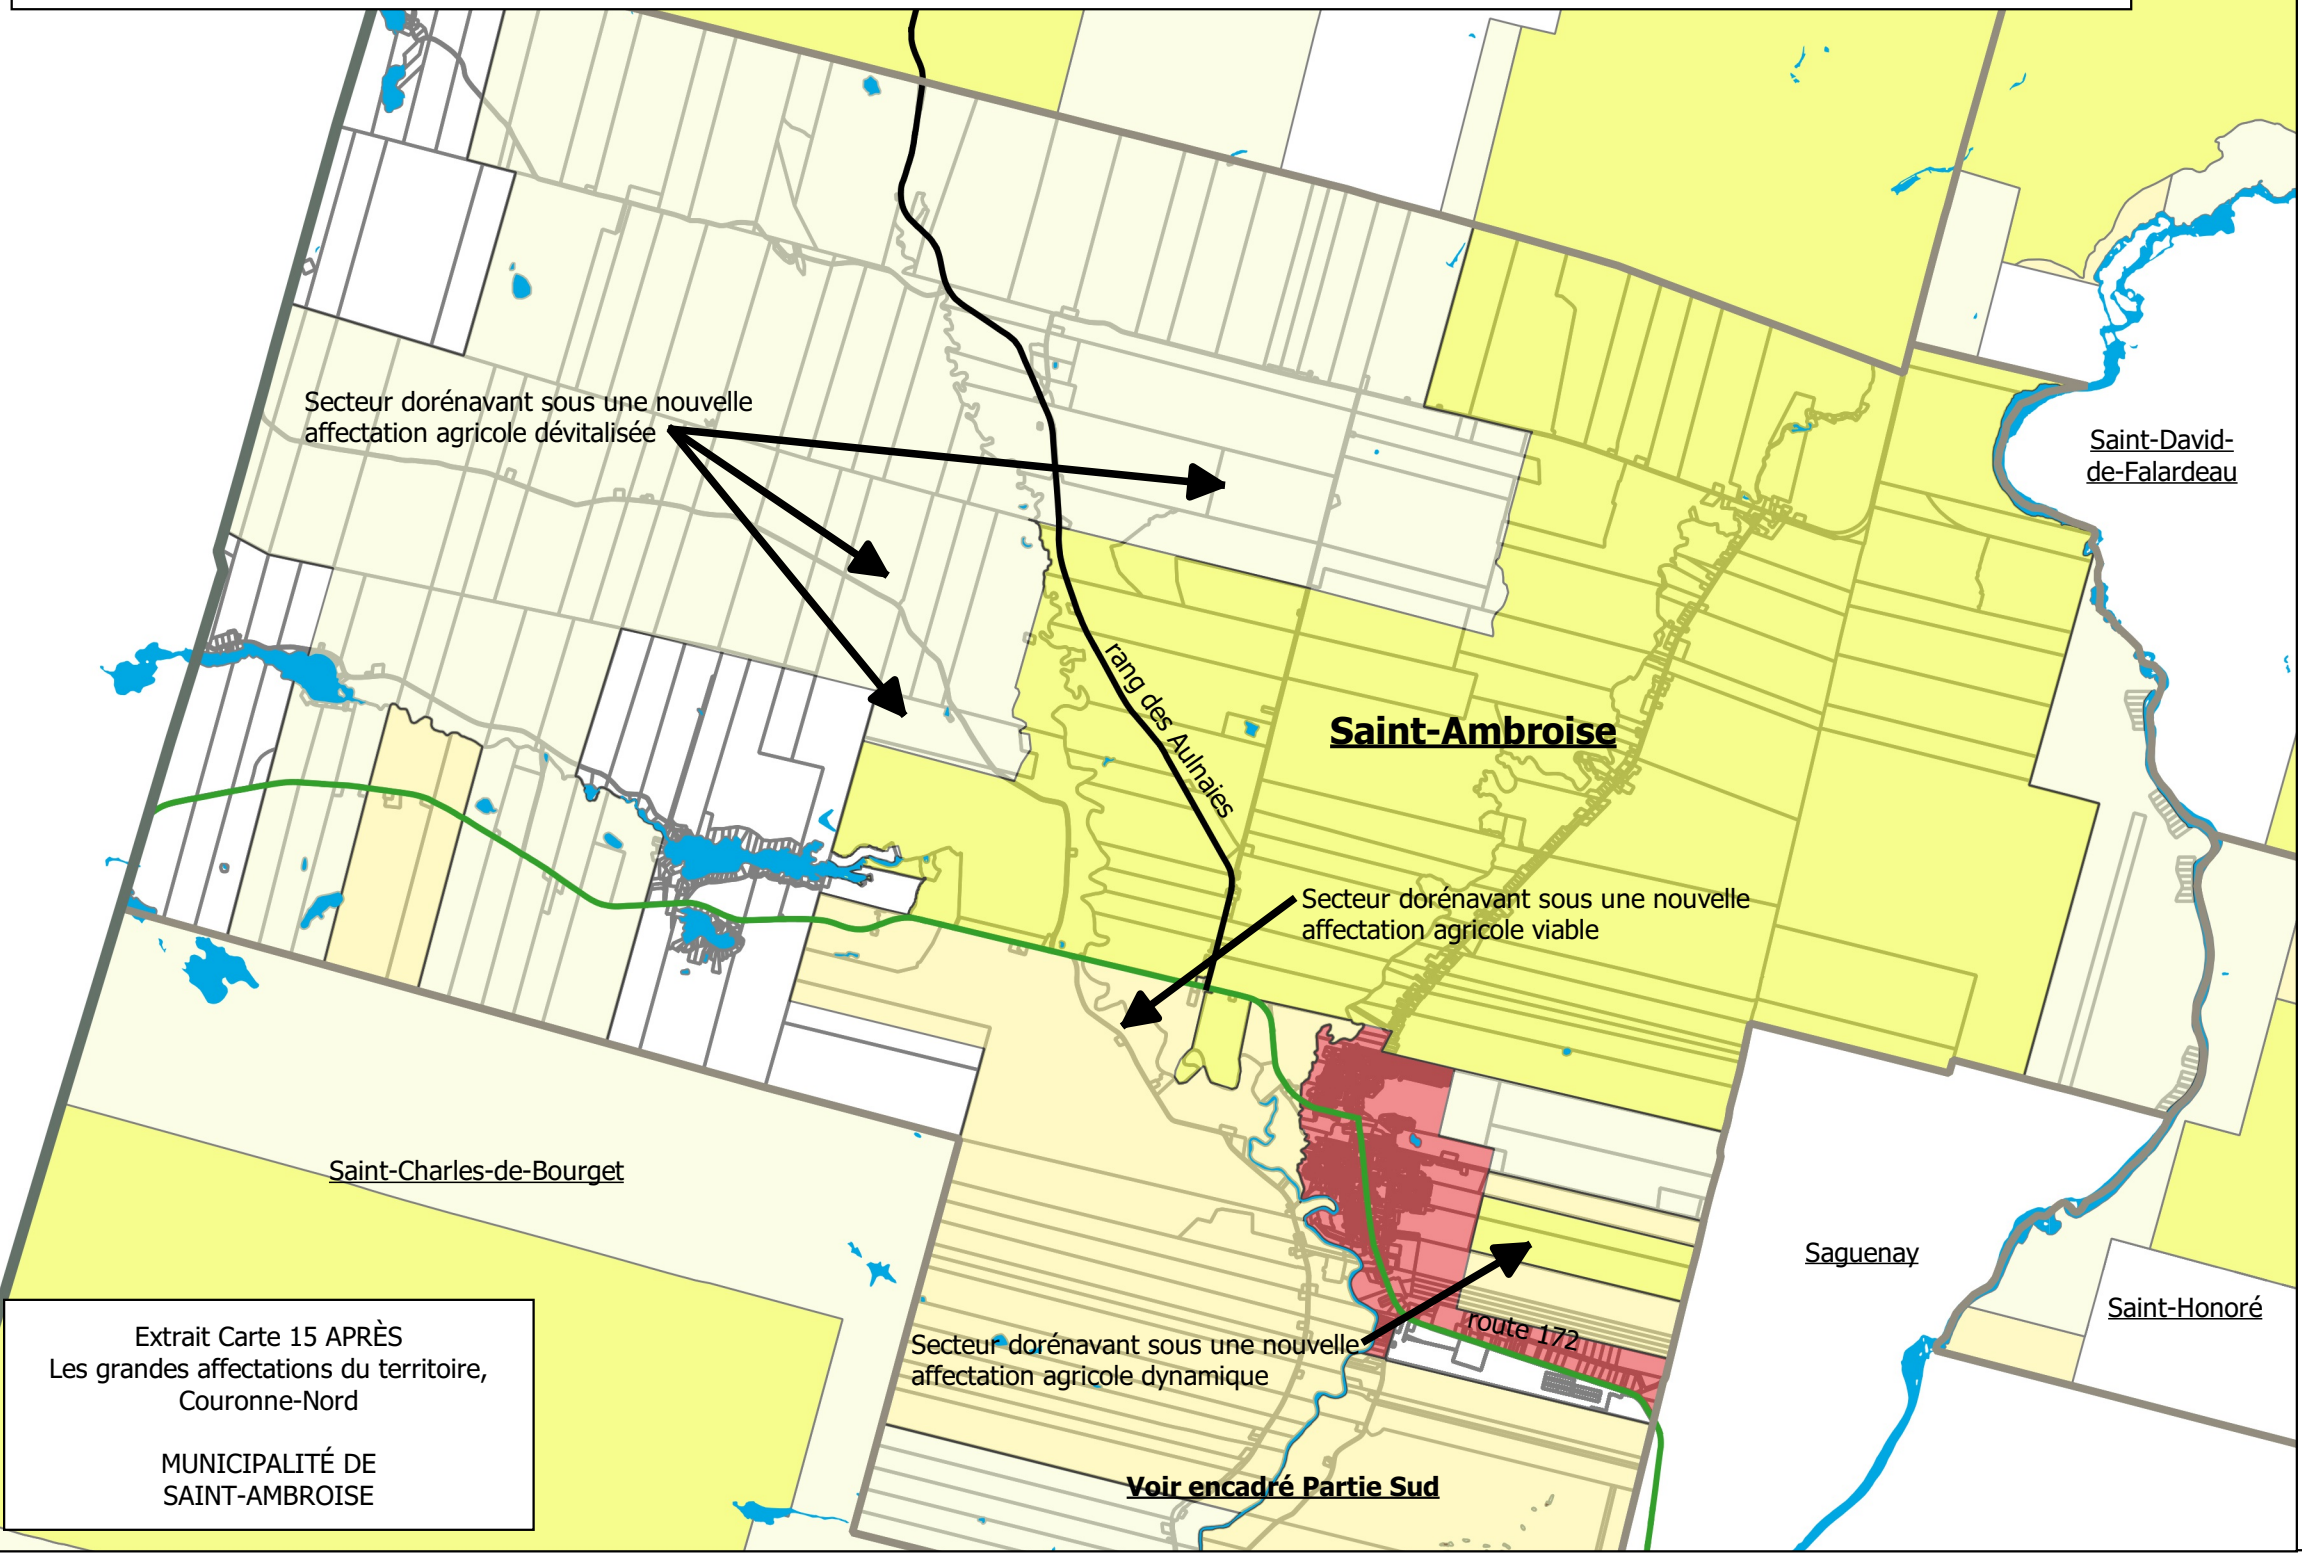 Secteur dorénavant sous une nouvelle
affectation agricole dévitalisée
Saint-David-
de-Falardeau
rang des Aulnaies
Saint-Ambroise
Secteur dorénavant sous une nouvelle
affectation agricole viable
Saint-Charles-de-Bourget
Saguenay
Saint-Honoré
route 172
Secteur dorénavant sous une nouvelle
affectation agricole dynamique
Voir encadré Partie Sud
Extrait Carte 15 APRÈS
Les grandes affectations du territoire,
Couronne-Nord
MUNICIPALITÉ DE
SAINT-AMBROISE